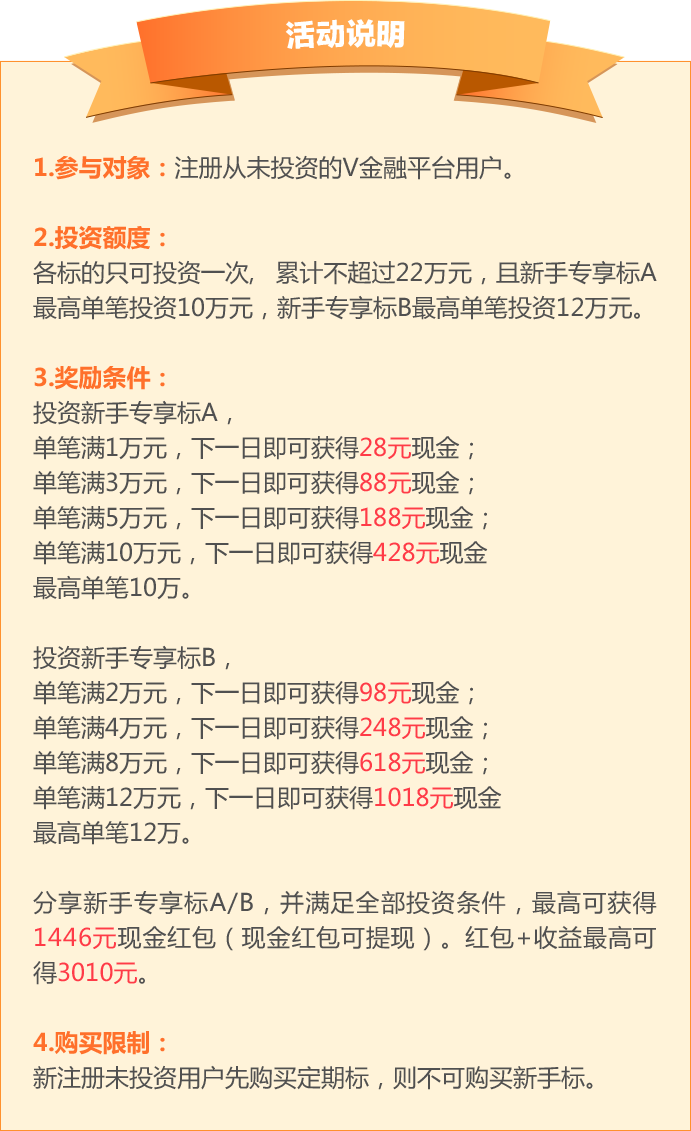 活动说明
1.参与对象：注册从未投资的V金融平台用户。
2.投资额度：
各标的只可投资一次, 累计不超过22万元，且新手专享标A
最高单笔投资10万元，新手专享标B最高单笔投资12万元。
3.奖励条件：
投资新手专享标A，
单笔满1万元，下一日即可获得28元现金；
单笔满3万元，下一日即可获得88元现金；
单笔满5万元，下一日即可获得188元现金；
单笔满10万元，下一日即可获得428元现金
最高单笔10万。
投资新手专享标B，
单笔满2万元，下一日即可获得98元现金；
单笔满4万元，下一日即可获得248元现金；
单笔满8万元，下一日即可获得618元现金；
单笔满12万元，下一日即可获得1018元现金
最高单笔12万。
分享新手专享标A/B，并满足全部投资条件，最高可获得
1446元现金红包（现金红包可提现）。红包+收益最高可
得3010元。
4.购买限制：
新注册未投资用户先购买定期标，则不可购买新手标。